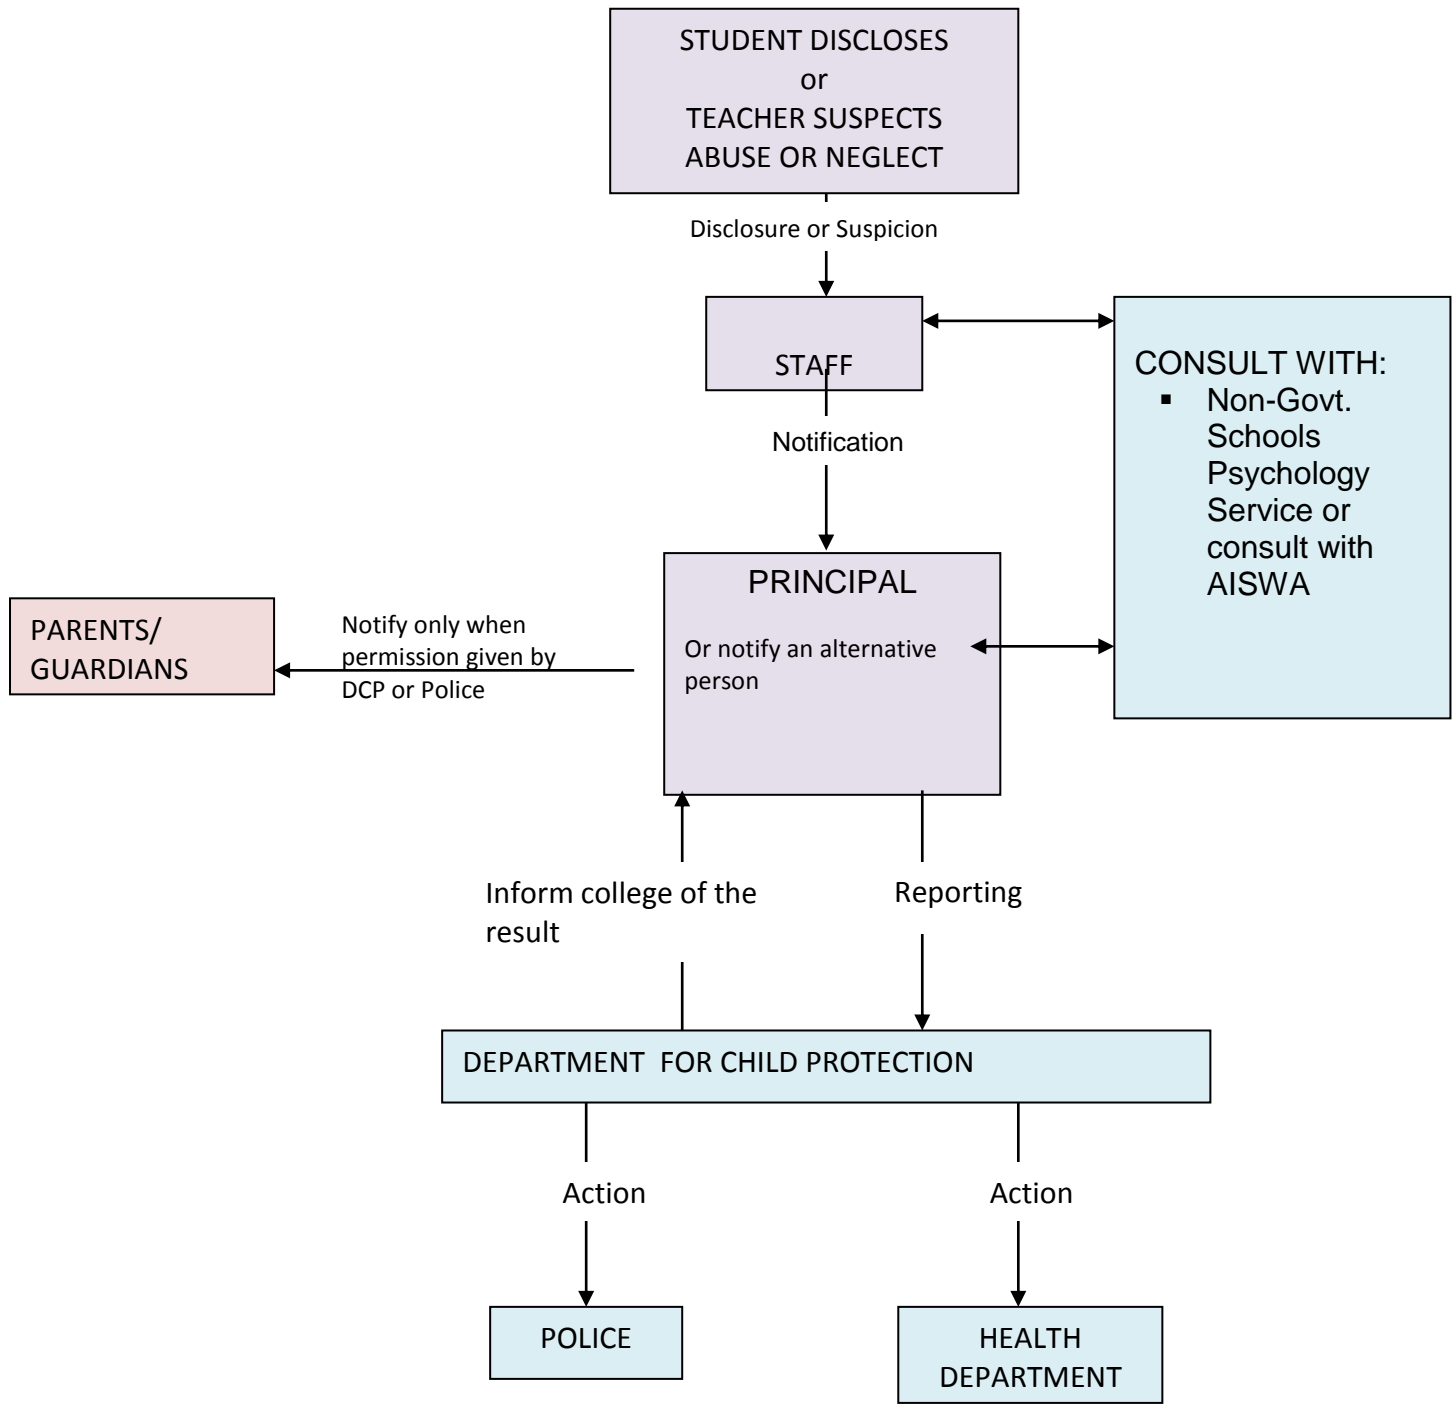 STUDENT DISCLOSES
or
TEACHER SUSPECTS
ABUSE OR NEGLECT
Disclosure or Suspicion
STAFF
CONSULT WITH:
▪ Non-Govt.
Schools
Psychology
Service or
consult with
AISWA
Notification
PRINCIPAL
Or notify an alternative
person
PARENTS/
GUARDIANS
Notify only when
permission given by
DCP or Police
Inform college of the
result
Reporting
DEPARTMENT  FOR CHILD PROTECTION
Action
Action
POLICE
HEALTH
DEPARTMENT